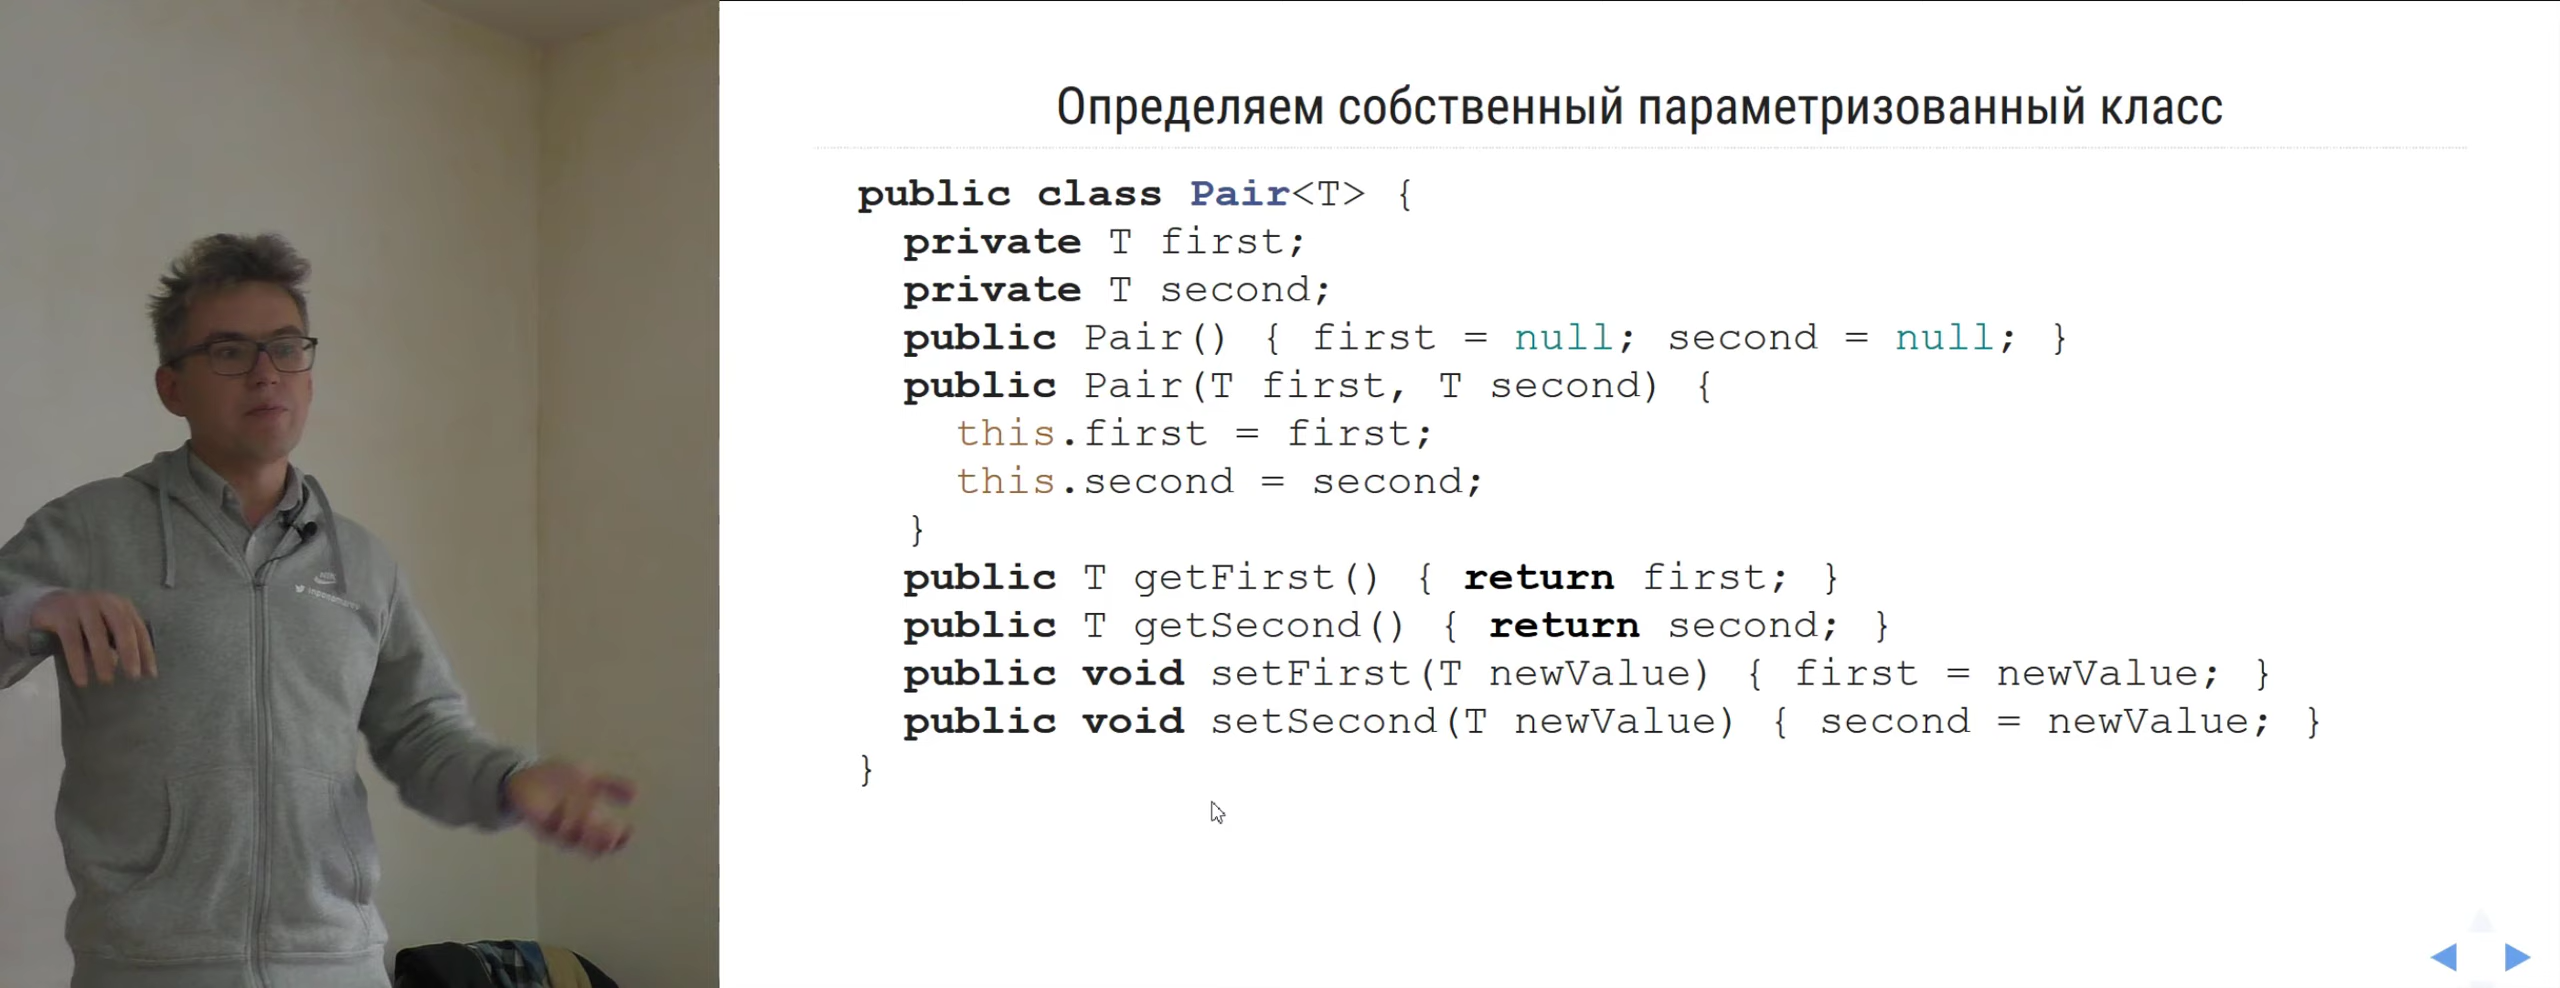 Определяем собственный параметризованный класс
public class Pair<T> {
private T first;
private T second;
public Pair() { first = null; second = null; }
public Pair(T first, T second) {
this.first = first;
this.second = second;
}
public T getFirst() { return first; }
public T getSecond() { return second; }
public void setFirst(T newValue) { first = newValue; }
public void setSecond(T newValue) { second = newValue; }
}